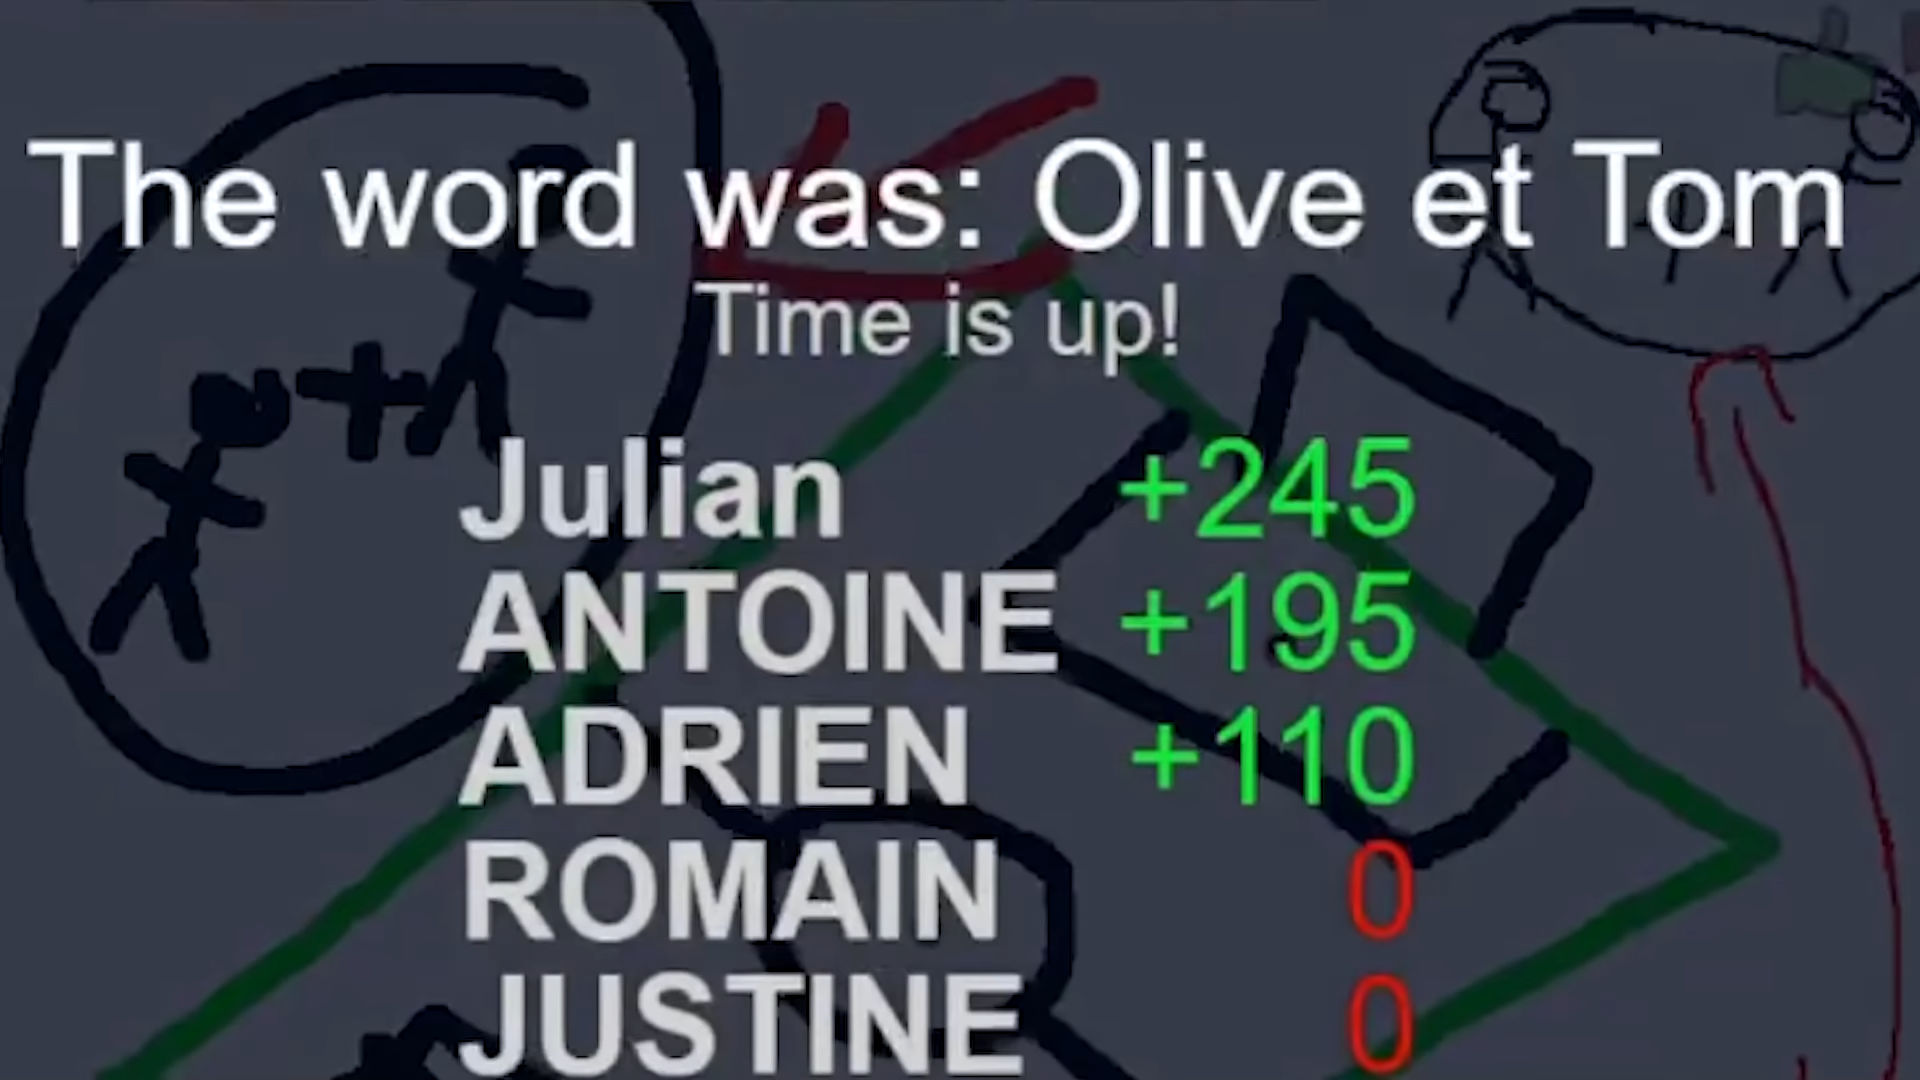 The word was: Olive et Tom
Time is up!
Julian +245
ANTOINE +195
ADRIEN +110
ROMAIN 0
JUSTINE 0